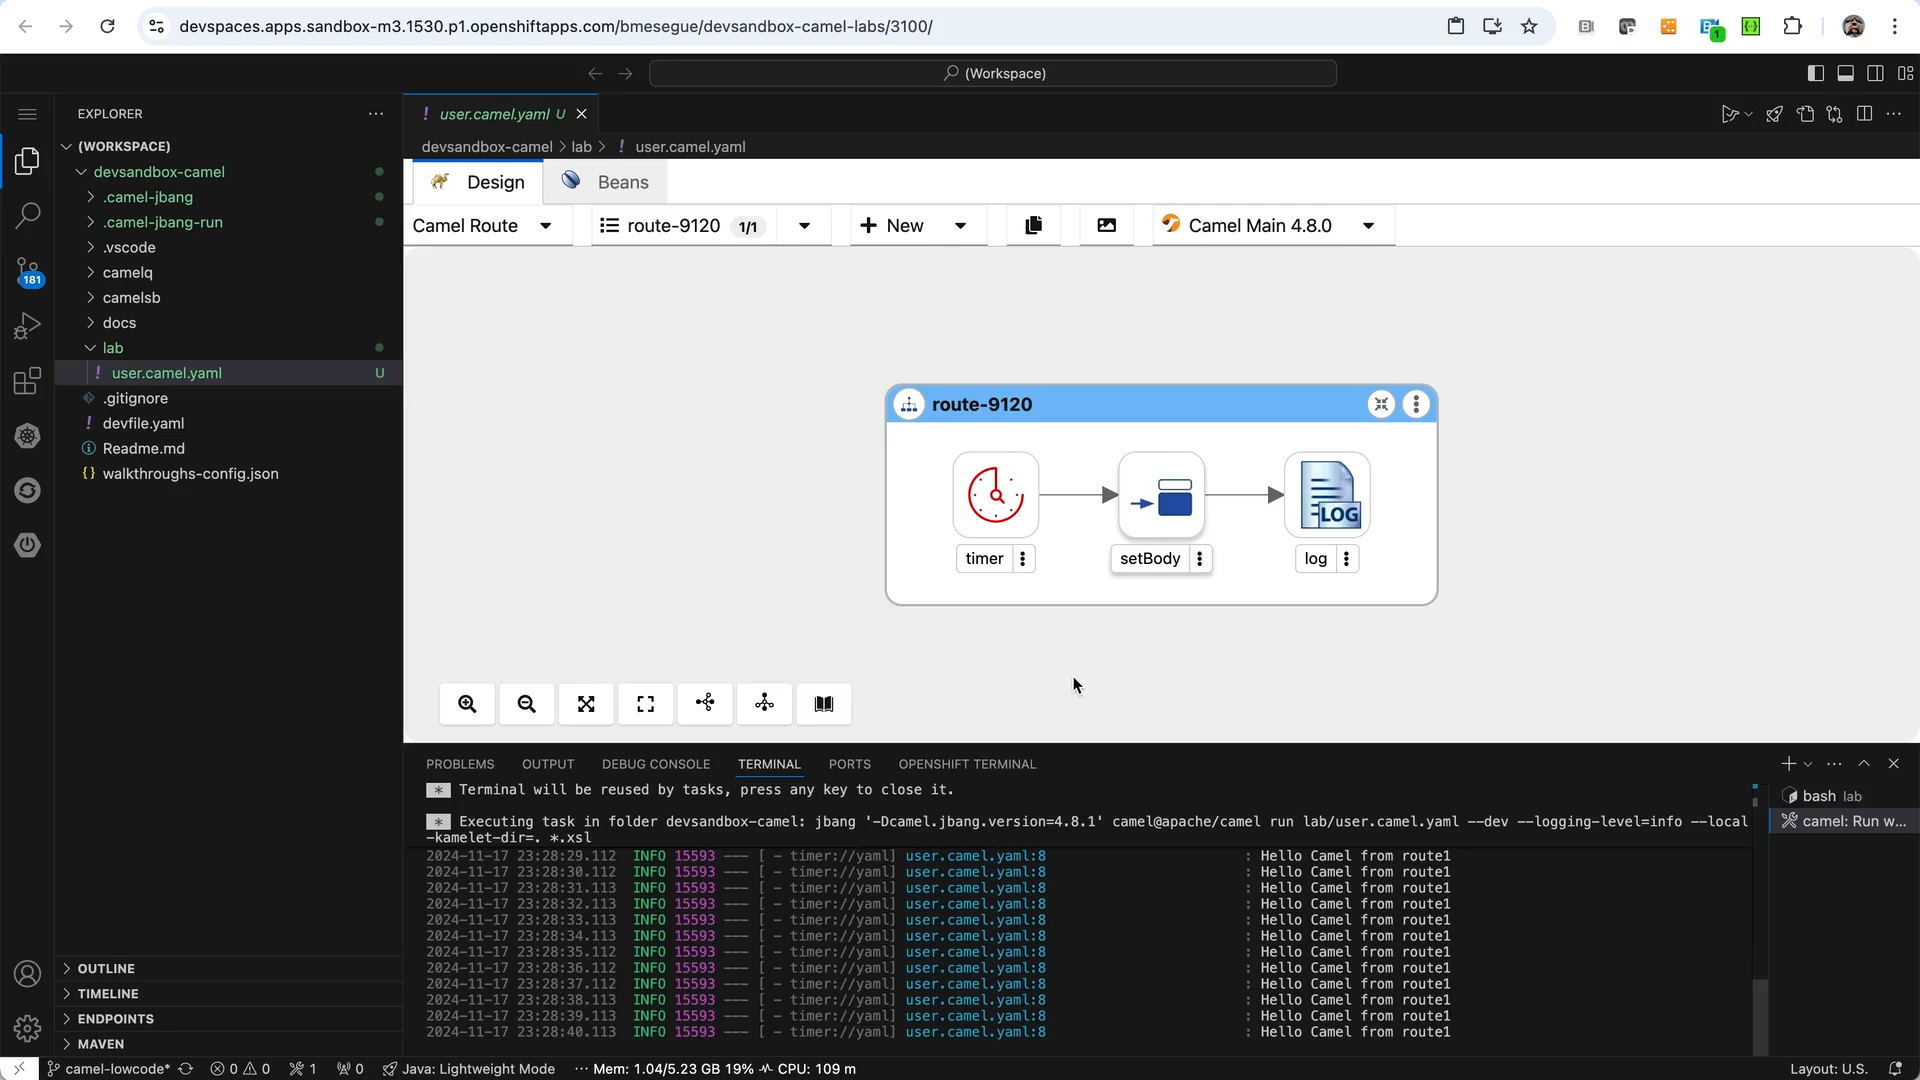 devspaces.apps.sandbox-m3.1530.p1.openshiftapps.com/bmesegue/devsandbox-camel-labs/3100/
1
(Workspace)
EXPLORER
user.camel.yaml U
(WORKSPACE)
devsandbox-camel > lab > ! user.camel.yaml
devsandbox-camel
.camel-jbang
.camel-jbang-run
.vscode
camelq
camelsb
docs
lab
! user.camel.yaml U
.gitignore
! devfile.yaml
Readme.md
{} walkthroughs-config.json
181
Design
Beans
Camel Route
route-9120 1/1
New
Camel Main 4.8.0
route-9120
LOG
timer
setBody
log
PROBLEMS OUTPUT DEBUG CONSOLE TERMINAL PORTS OPENSHIFT TERMINAL
* Terminal will be reused by tasks, press any key to close it.
* Executing task in folder devsandbox-camel: jbang '-Dcamel.jbang.version=4.8.1' camel@apache/camel run lab/user.camel.yaml --dev --logging-level=info --local
-kamelet-dir=. *.xsl
2024-11-17 23:28:29.112 INFO 15593 --- [ - timer://yaml] user.camel.yaml:8 : Hello Camel from route1
2024-11-17 23:28:30.112 INFO 15593 --- [ - timer://yaml] user.camel.yaml:8 : Hello Camel from route1
2024-11-17 23:28:31.113 INFO 15593 --- [ - timer://yaml] user.camel.yaml:8 : Hello Camel from route1
2024-11-17 23:28:32.113 INFO 15593 --- [ - timer://yaml] user.camel.yaml:8 : Hello Camel from route1
2024-11-17 23:28:33.113 INFO 15593 --- [ - timer://yaml] user.camel.yaml:8 : Hello Camel from route1
2024-11-17 23:28:34.113 INFO 15593 --- [ - timer://yaml] user.camel.yaml:8 : Hello Camel from route1
2024-11-17 23:28:35.112 INFO 15593 --- [ - timer://yaml] user.camel.yaml:8 : Hello Camel from route1
2024-11-17 23:28:36.112 INFO 15593 --- [ - timer://yaml] user.camel.yaml:8 : Hello Camel from route1
2024-11-17 23:28:37.112 INFO 15593 --- [ - timer://yaml] user.camel.yaml:8 : Hello Camel from route1
2024-11-17 23:28:38.113 INFO 15593 --- [ - timer://yaml] user.camel.yaml:8 : Hello Camel from route1
2024-11-17 23:28:39.113 INFO 15593 --- [ - timer://yaml] user.camel.yaml:8 : Hello Camel from route1
2024-11-17 23:28:40.113 INFO 15593 --- [ - timer://yaml] user.camel.yaml:8 : Hello Camel from route1
bash lab
camel: Run w...
OUTLINE
TIMELINE
ENDPOINTS
MAVEN
camel-lowcode* 0 0 1 0 Java: Lightweight Mode ··· Mem: 1.04/5.23 GB 19% CPU: 109 m
Layout: U.S.